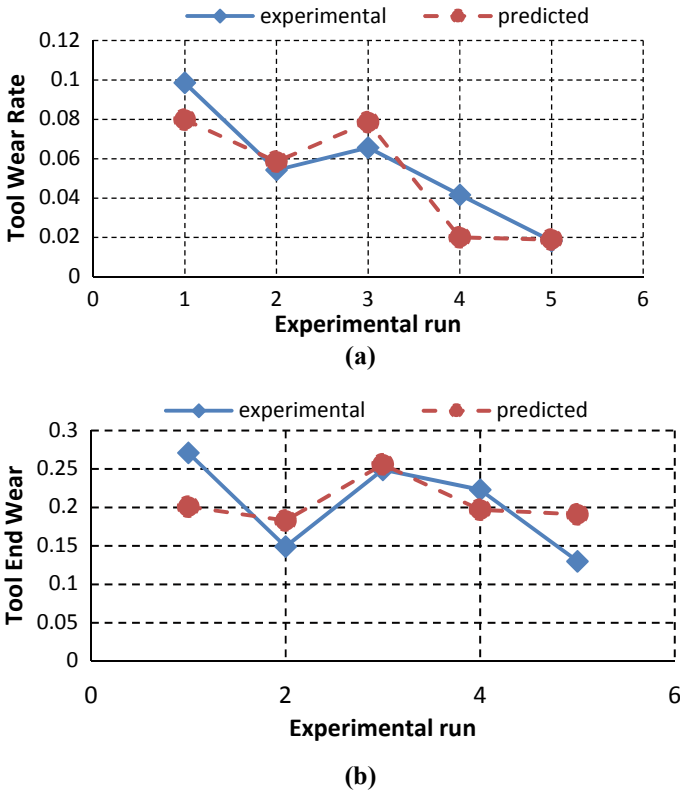 experimental predicted
0.12
0.1
0.08
0.06
0.04
0.02
0
Tool Wear Rate
0 1 2 3 4 5 6
Experimental run
(a)
experimental predicted
0.3
0.25
0.2
0.15
0.1
0.05
0
Tool End Wear
0 2 4 6
Experimental run
(b)